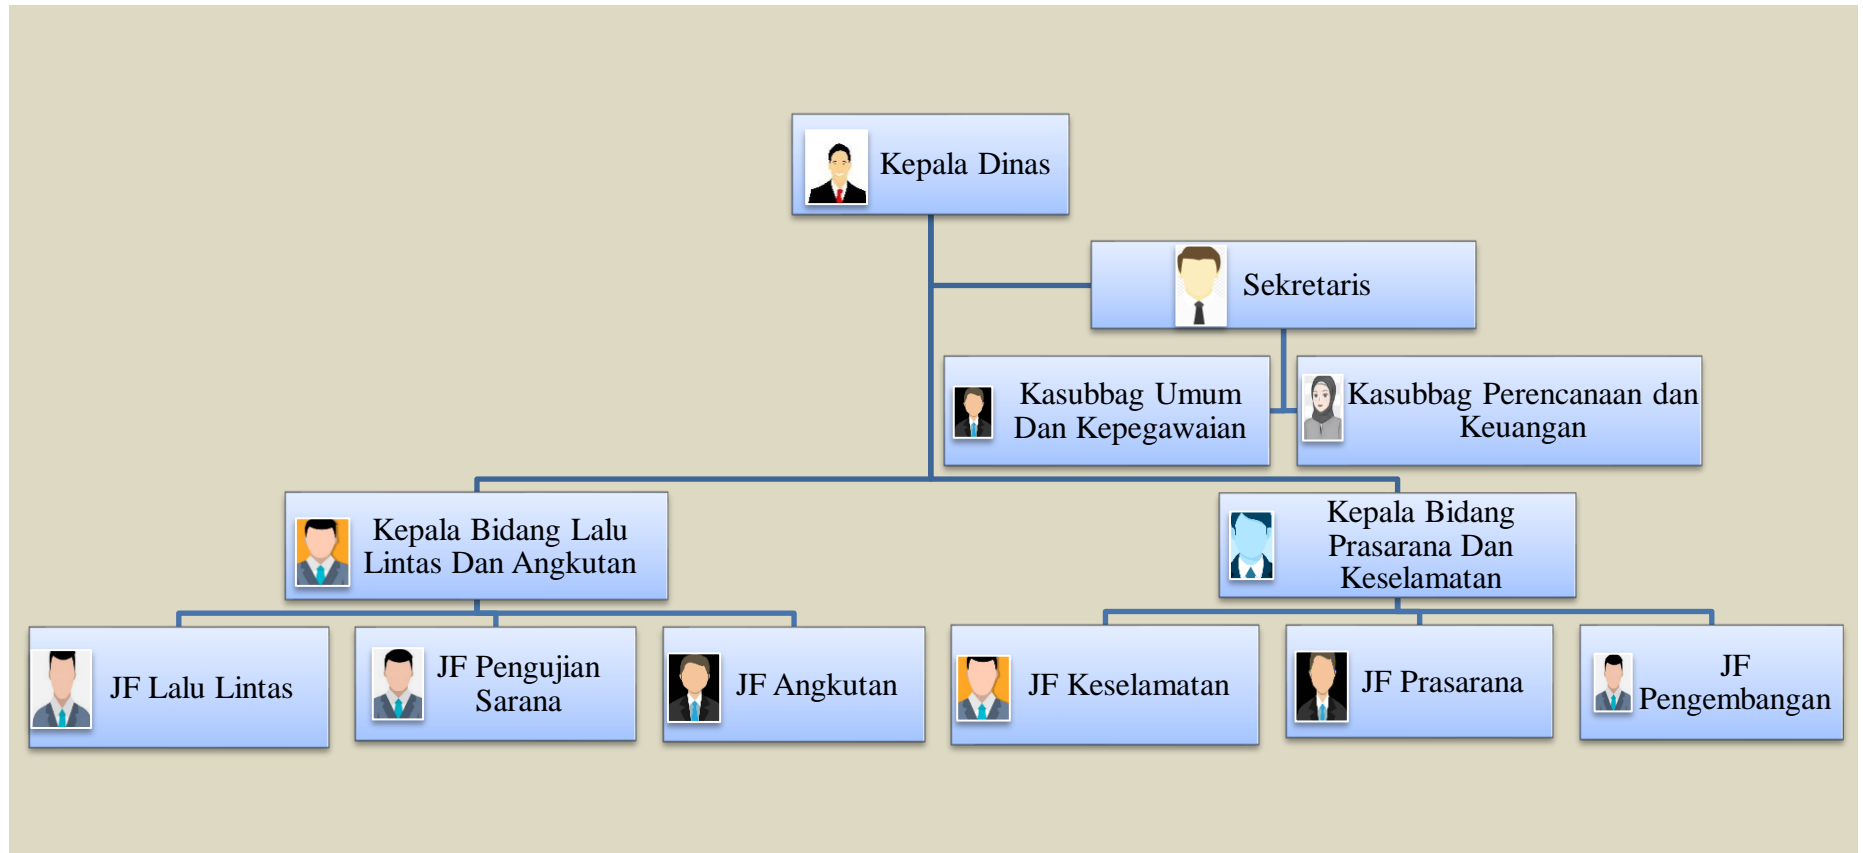 Kepala Dinas
Sekretaris
Kasubbag Umum
Dan Kepegawaian
Kasubbag Perencanaan dan
Keuangan
Kepala Bidang Lalu
Lintas Dan Angkutan
Kepala Bidang
Prasarana Dan
Keselamatan
JF Lalu Lintas
JF Pengujian
Sarana
JF Angkutan
JF Keselamatan
JF Prasarana
JF
Pengembangan